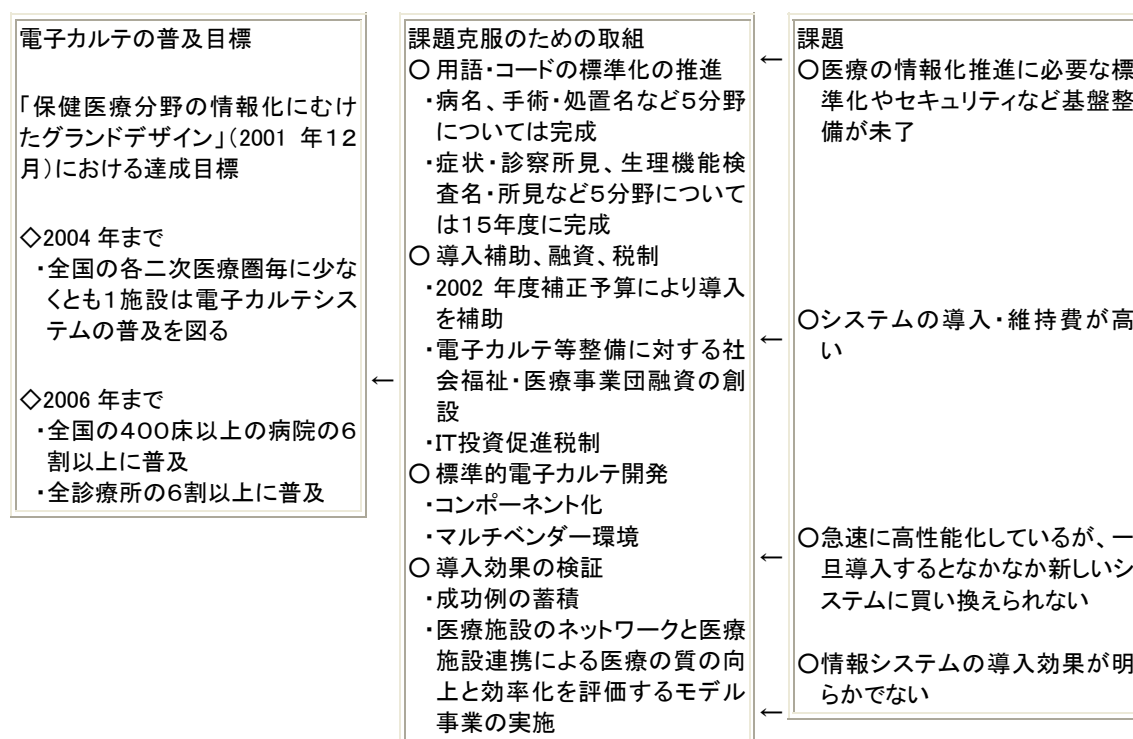 電子カルテの普及目標
「保健医療分野の情報化にむけ
たグランドデザイン」(2001 年12
月)における達成目標
◇2004 年まで
・全国の各二次医療圏毎に少な
くとも1施設は電子カルテシス
テムの普及を図る
◇2006 年まで
・全国の400床以上の病院の6
割以上に普及
・全診療所の6割以上に普及
←
課題克服のための取組
○ 用語・コードの標準化の推進
・病名、手術・処置名など5分野
については完成
・症状・診察所見、生理機能検
査名・所見など5分野について
は15年度に完成
○ 導入補助、融資、税制
・2002 年度補正予算により導入
を補助
・電子カルテ等整備に対する社
会福祉・医療事業団融資の創
設
・IT投資促進税制
○ 標準的電子カルテ開発
・コンポーネント化
・マルチベンダー環境
○ 導入効果の検証
・成功例の蓄積
・医療施設のネットワークと医療
施設連携による医療の質の向
上と効率化を評価するモデル
事業の実施
←
←
←
←
課題
○医療の情報化推進に必要な標
準化やセキュリティなど基盤整
備が未了
○システムの導入・維持費が高
い
○急速に高性能化しているが、一
旦導入するとなかなか新しいシ
ステムに買い換えられない
○情報システムの導入効果が明
らかでない